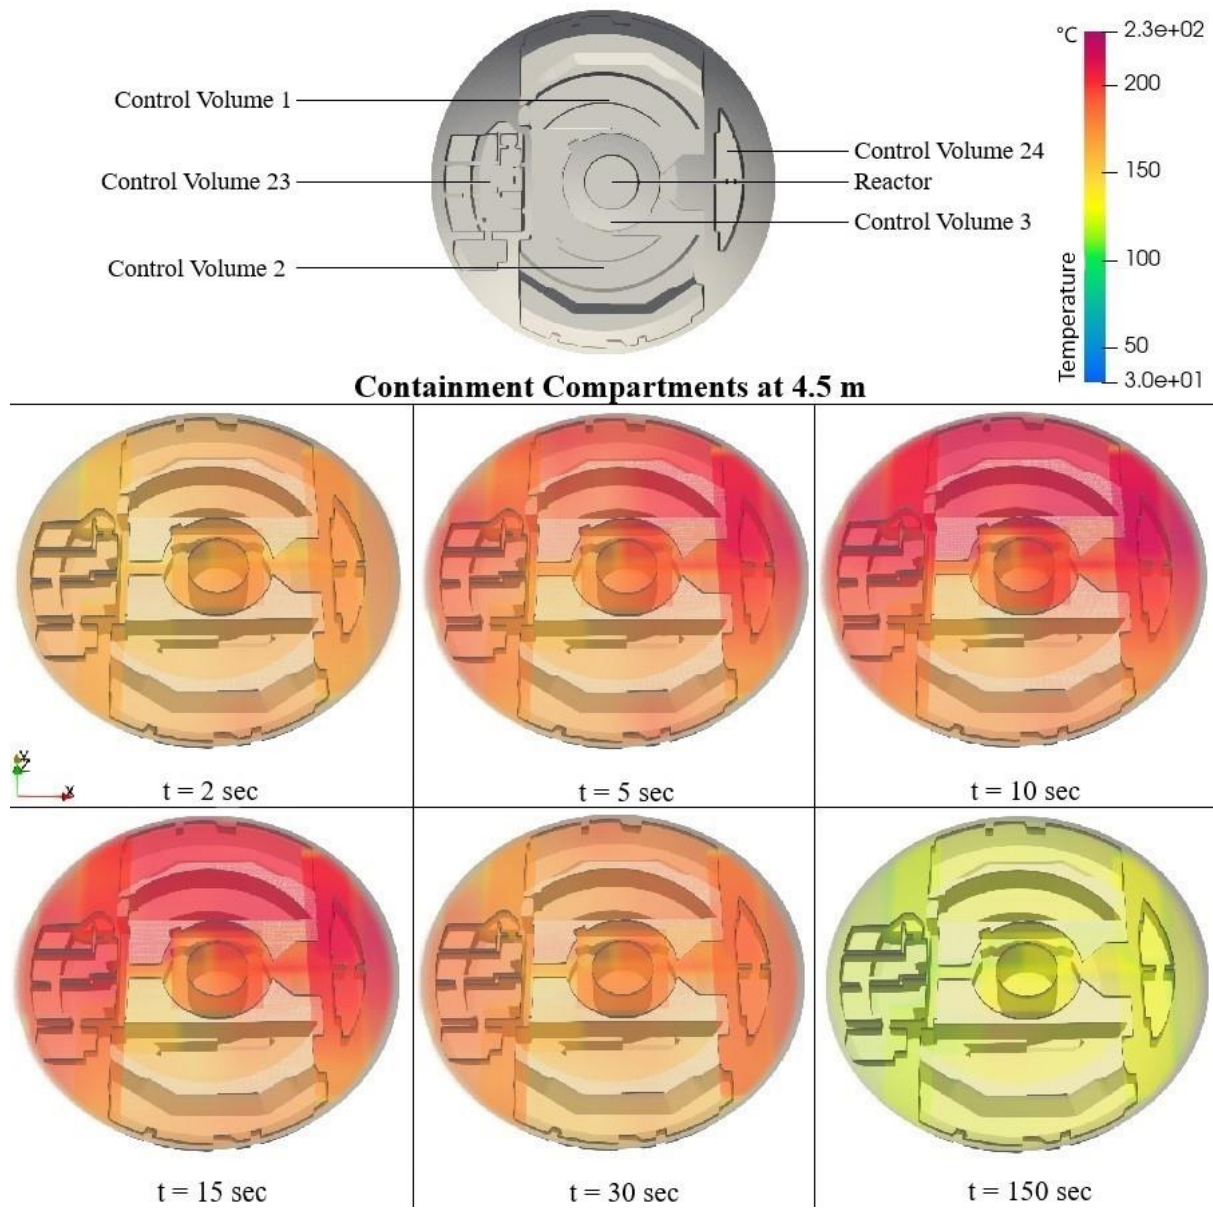 °C
2.3e+02
200
150
100
50
3.0e+01
Temperature
Control Volume 1
Control Volume 23
Control Volume 2
Control Volume 24
Reactor
Control Volume 3
Containment Compartments at 4.5 m
Y
Z
X
t = 2 sec
t = 5 sec
t = 10 sec
t = 15 sec
t = 30 sec
t = 150 sec